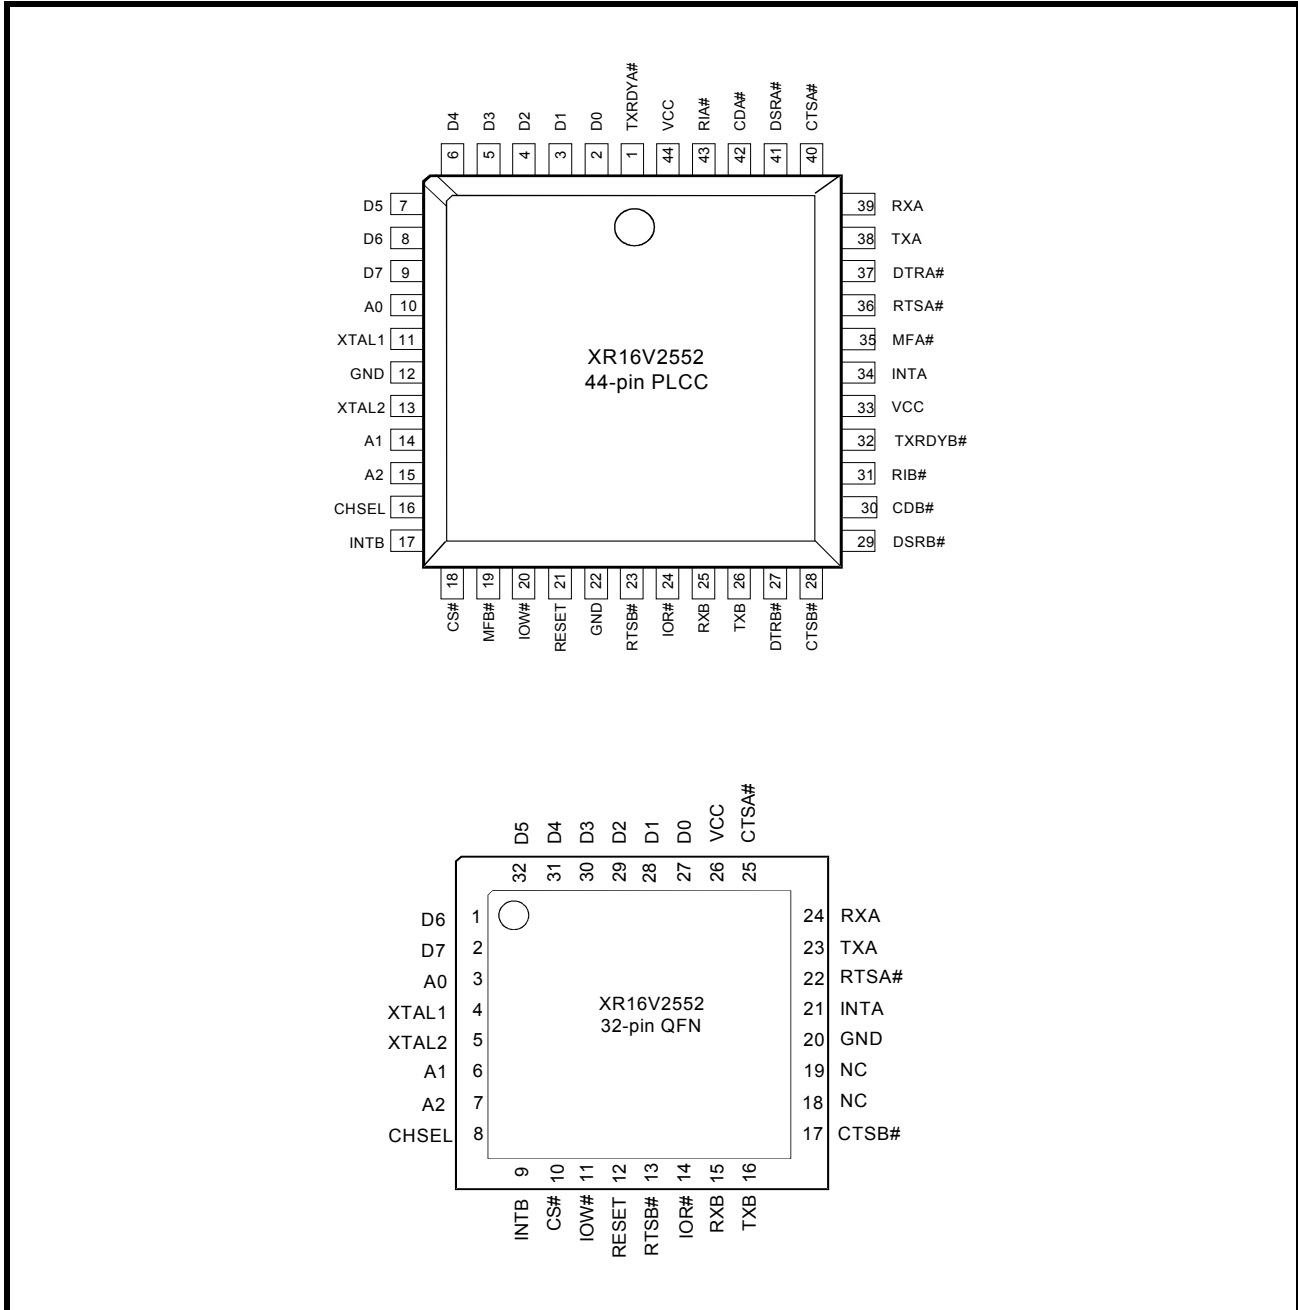 D4
D3
D2
D1
D0
TXRDYA#
VCC
RIA#
CDA#
DSRA#
CTSA#
6
5
4
3
2
1
44
43
42
41
40
D5 7
D6 8
D7 9
A0 10
XTAL1 11
GND 12
XTAL2 13
A1 14
A2 15
CHSEL 16
INTB 17
XR16V2552
44-pin PLCC
39 RXA
38 TXA
37 DTRA#
36 RTSA#
35 MFA#
34 INTA
33 VCC
32 TXRDYB#
31 RIB#
30 CDB#
29 DSRB#
18
19
20
21
22
23
24
25
26
27
28
CS#
MFB#
IOW#
RESET
GND
RTSB#
IOR#
RXB
TXB
DTRB#
CTSB#
D5
D4
D3
D2
D1
D0
VCC
CTSA#
32
31
30
29
28
27
26
25
D6 1
D7 2
A0 3
XTAL1 4
XTAL2 5
A1 6
A2 7
CHSEL 8
XR16V2552
32-pin QFN
24 RXA
23 TXA
22 RTSA#
21 INTA
20 GND
19 NC
18 NC
17 CTSB#
9
10
11
12
13
14
15
16
INTB
CS#
IOW#
RESET
RTSB#
IOR#
RXB
TXB